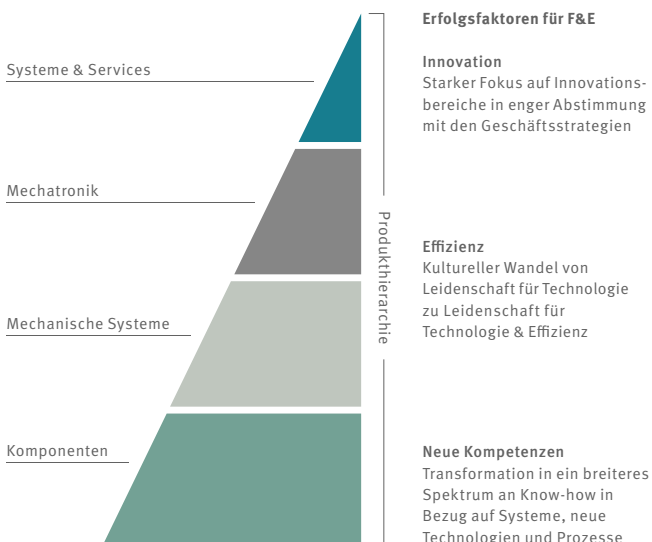 Systeme & Services
Mechatronik
Mechanische Systeme
Komponenten
Produkthierarchie
Erfolgsfaktoren für F&E
Innovation
Starker Fokus auf Innovations-
bereiche in enger Abstimmung
mit den Geschäftsstrategien
Effizienz
Kultureller Wandel von
Leidenschaft für Technologie
zu Leidenschaft für
Technologie & Effizienz
Neue Kompetenzen
Transformation in ein breiteres
Spektrum an Know-how in
Bezug auf Systeme, neue
Technologien und Prozesse